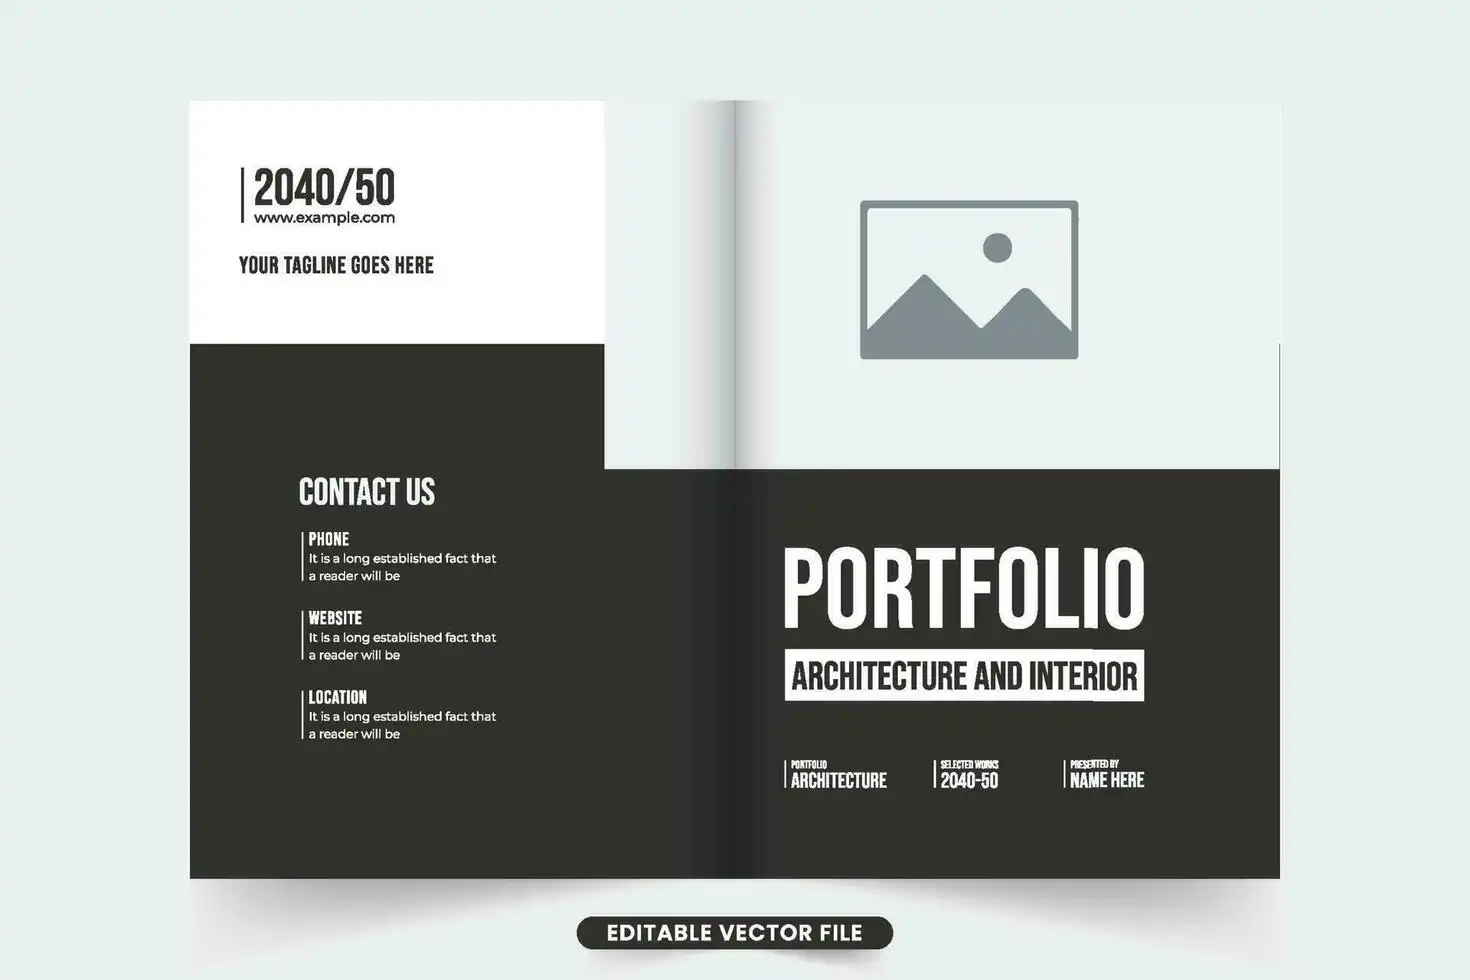 2040/50
www.example.com
YOUR TAGLINE GOES HERE
CONTACT US
PHONE
It is a long established fact that
a reader will be
WEBSITE
It is a long established fact that
a reader will be
LOCATION
It is a long established fact that
a reader will be
PORTFOLIO
ARCHITECTURE AND INTERIOR
PORTFOLIO
ARCHITECTURE
SELECTED WORKS
2040-50
PRESENTED BY
NAME HERE
EDITABLE VECTOR FILE